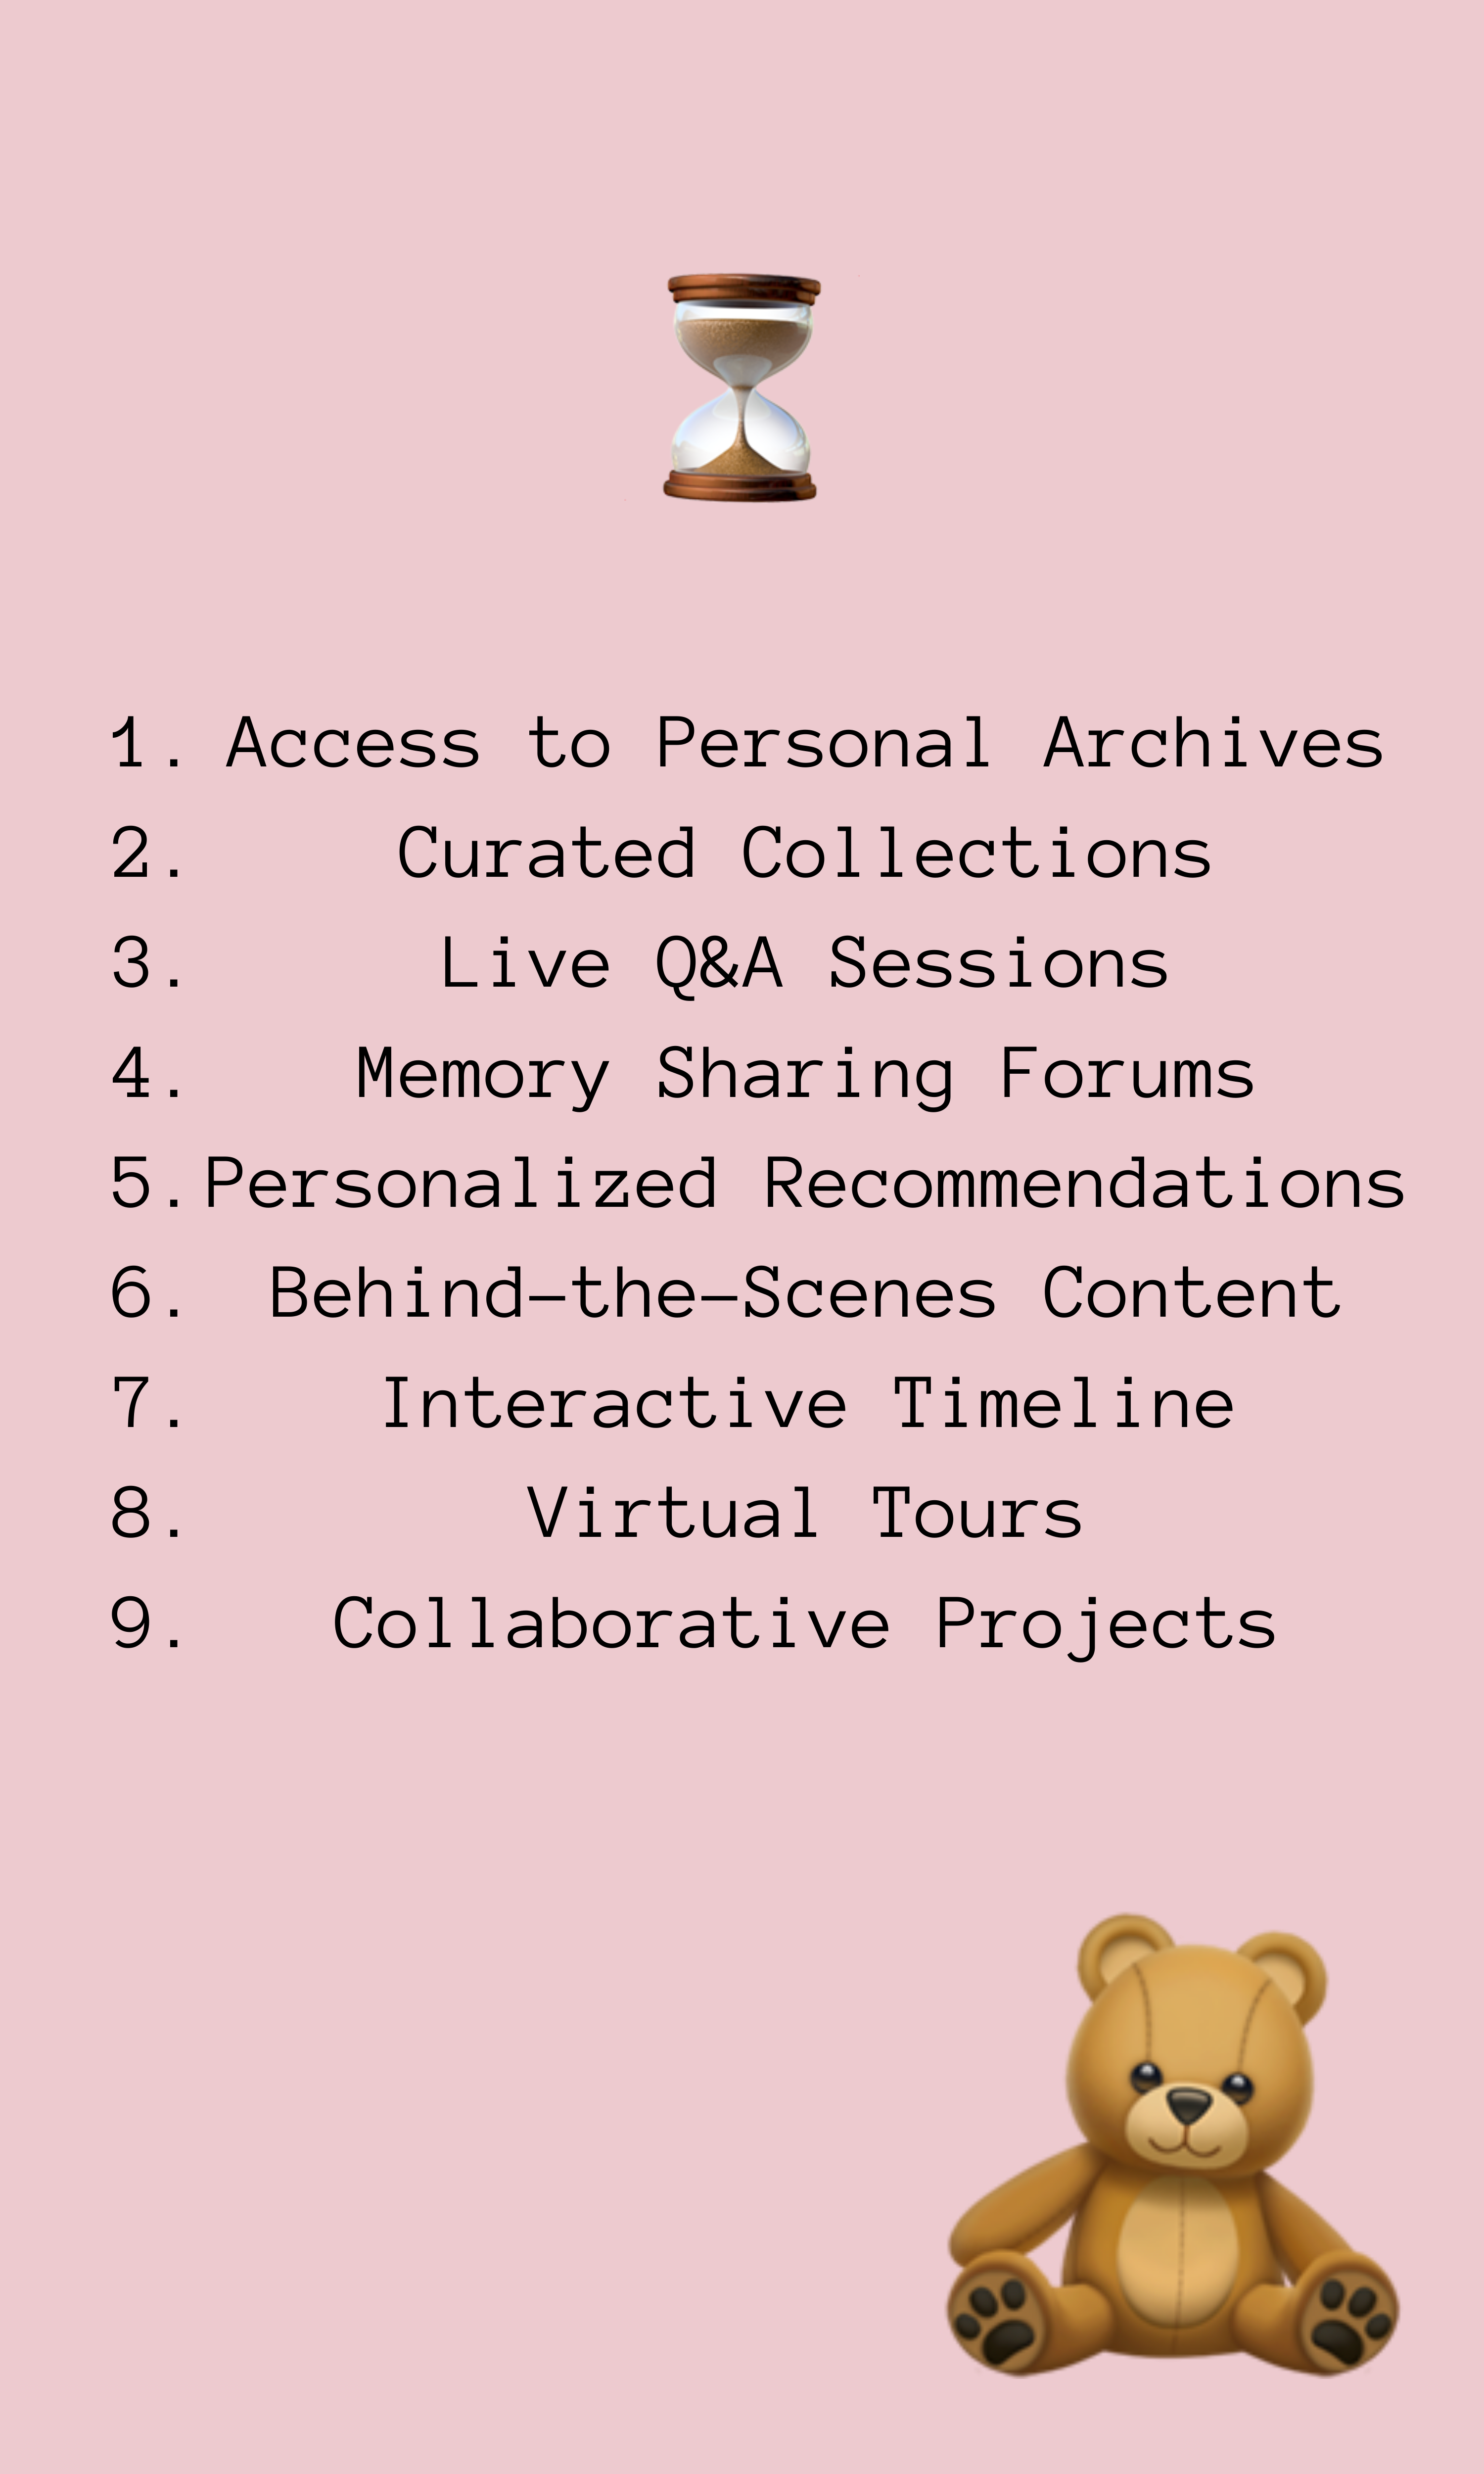 1. Access to Personal Archives
2. Curated Collections
3. Live Q&A Sessions
4. Memory Sharing Forums
5. Personalized Recommendations
6. Behind-the-Scenes Content
7. Interactive Timeline
8. Virtual Tours
9. Collaborative Projects